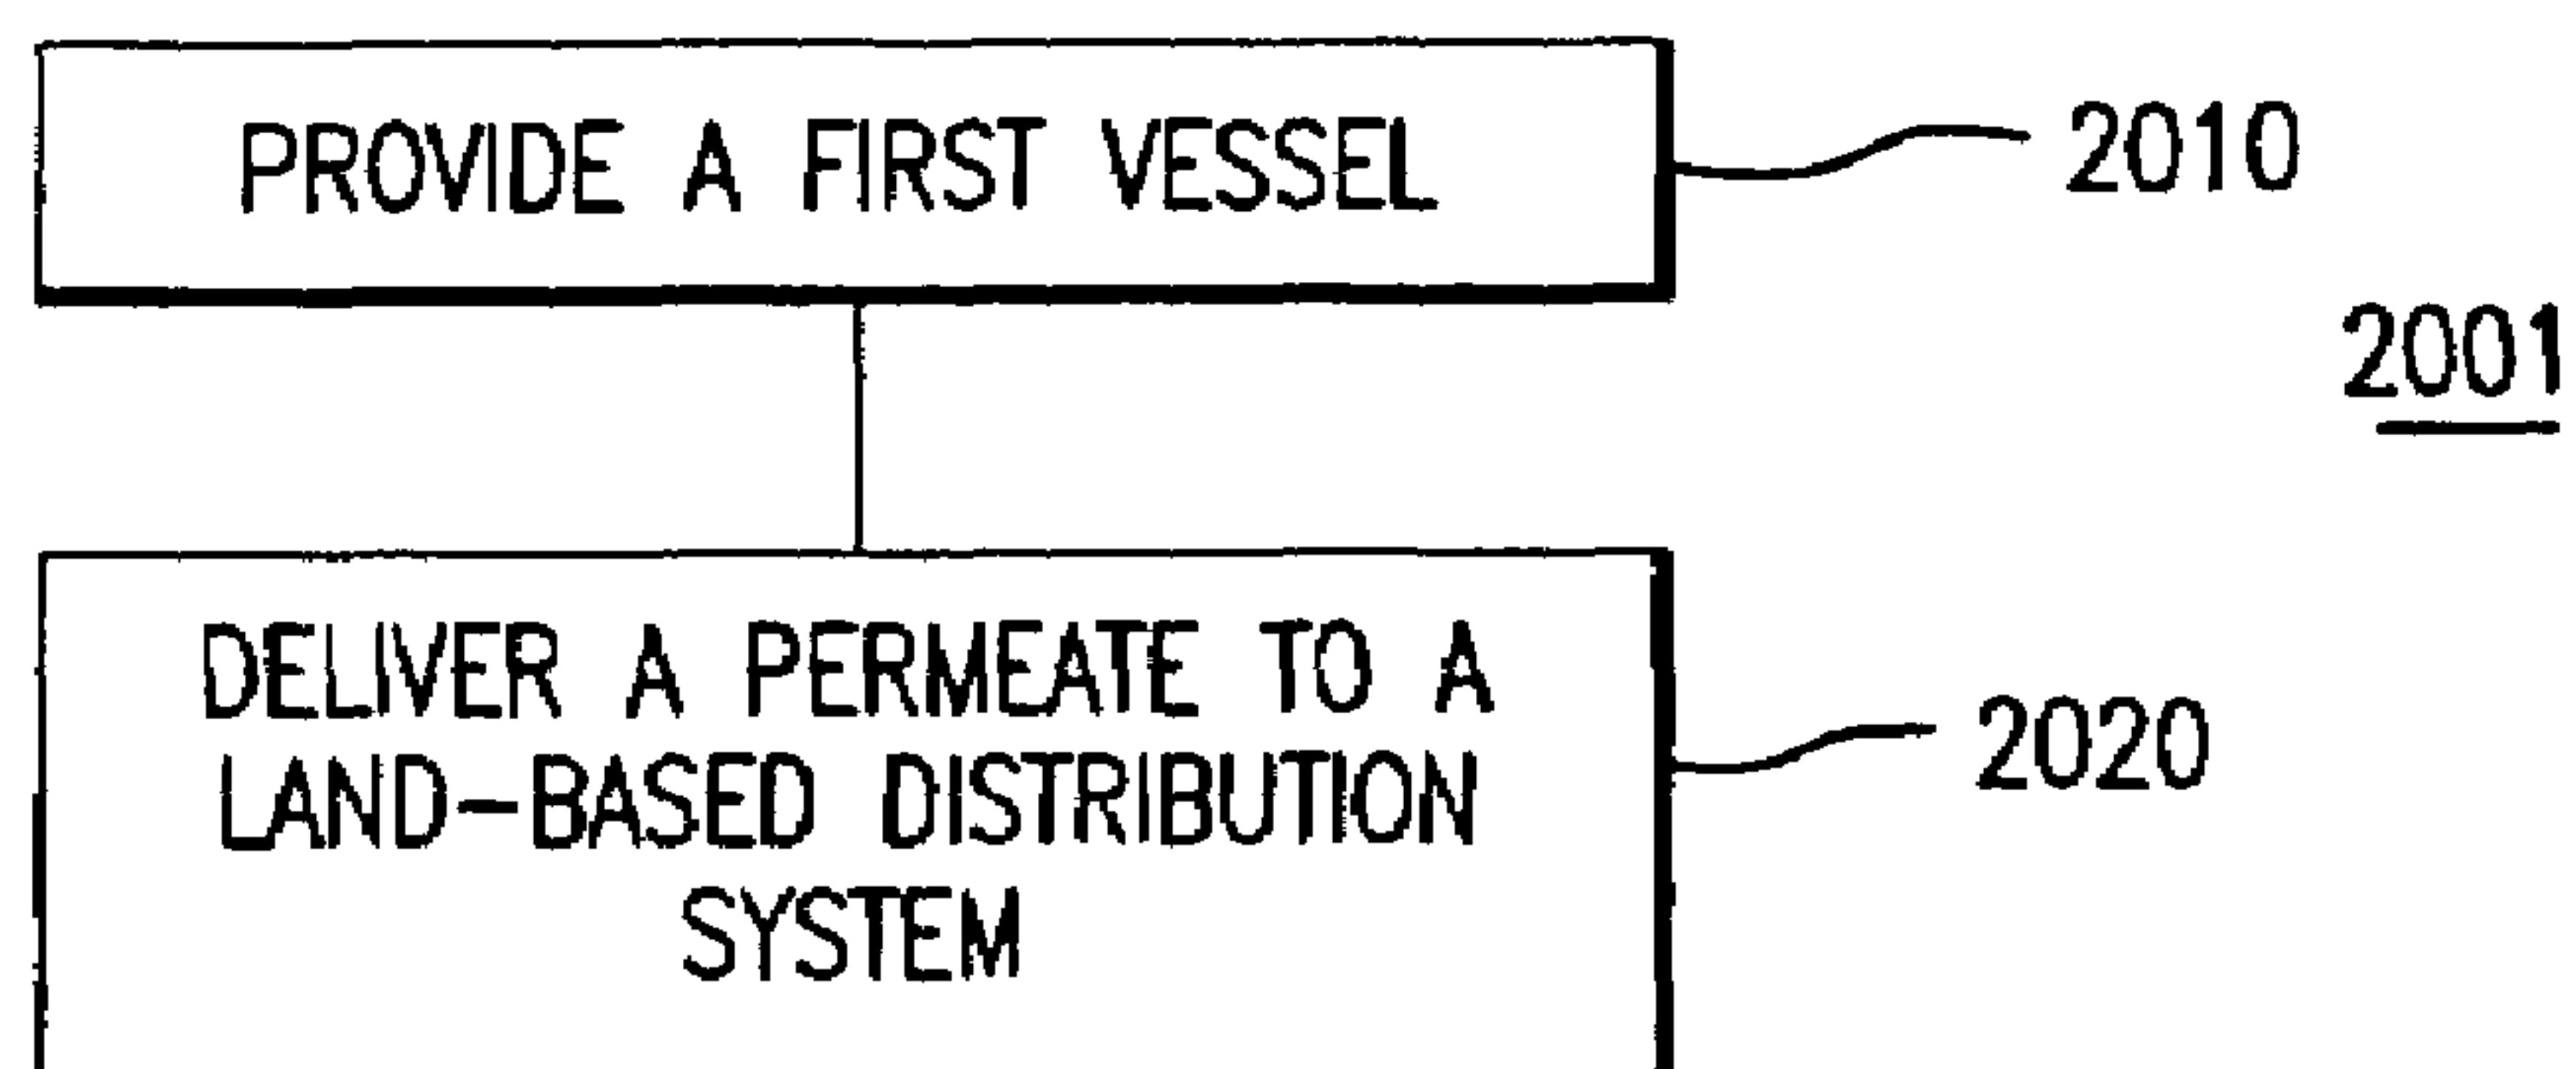 PROVIDE A FIRST VESSEL
2010
2001
DELIVER A PERMEATE TO A
LAND-BASED DISTRIBUTION
SYSTEM
2020